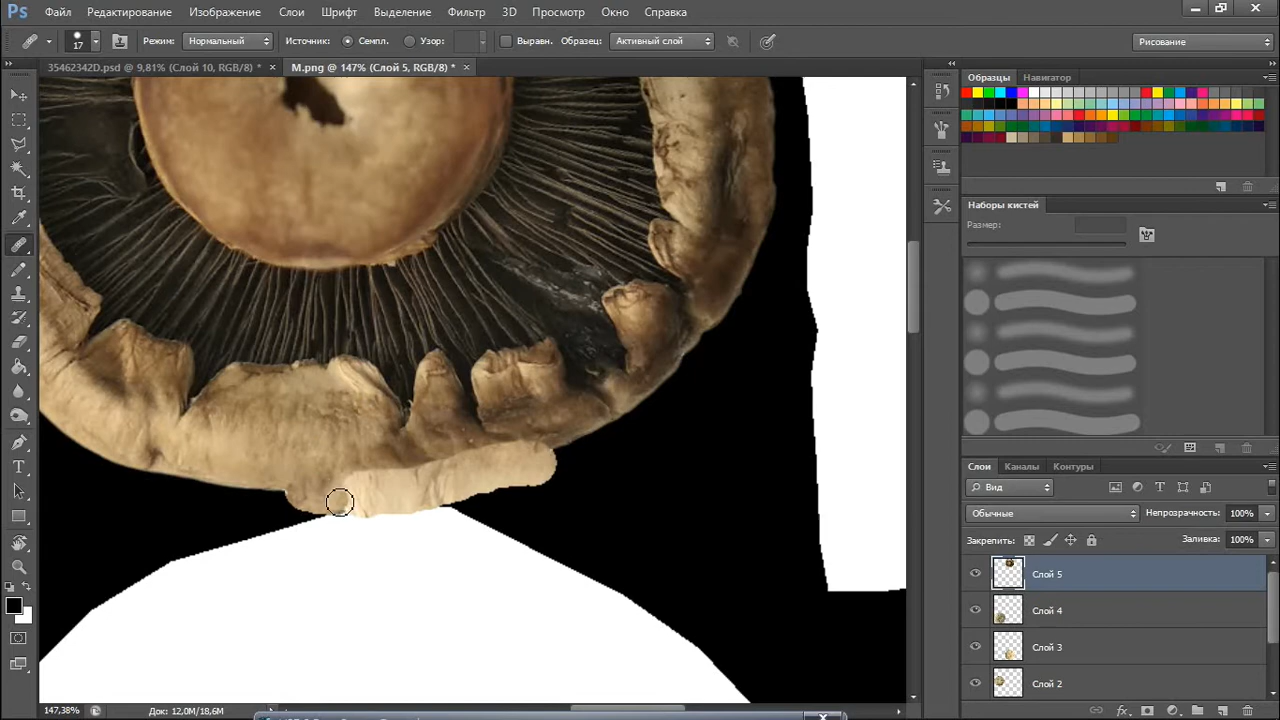 Ps Файл Редактирование Изображение Слои Шрифт Выделение Фильтр 3D Просмотр Окно Справка
17 Режим: Нормальный Источник: Семпл. Узор: Выравн. Образец: Активный слой Рисование
35462342D.psd @ 9,81% (Слой 10, RGB/8) * × M.png @ 147% (Слой 5, RGB/8) * ×
Образцы Навигатор
Наборы кистей
Размер:
Слои Каналы Контуры
Вид
Обычные Непрозрачность: 100%
Закрепить: Заливка: 100%
Слой 5
Слой 4
Слой 3
Слой 2
147,38% Док: 12,0M/18,6M